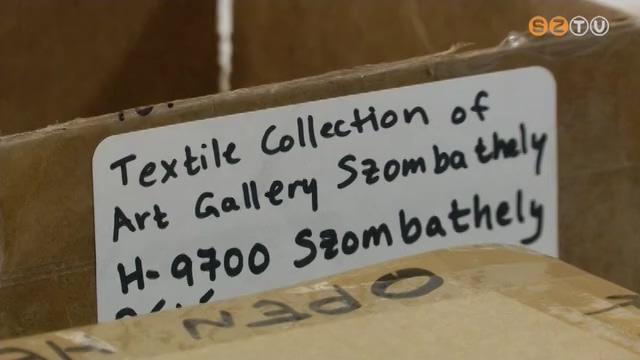 SZTV
Textile Collection of
Art Gallery Szombathely
H-9700 Szombathely
OPEN